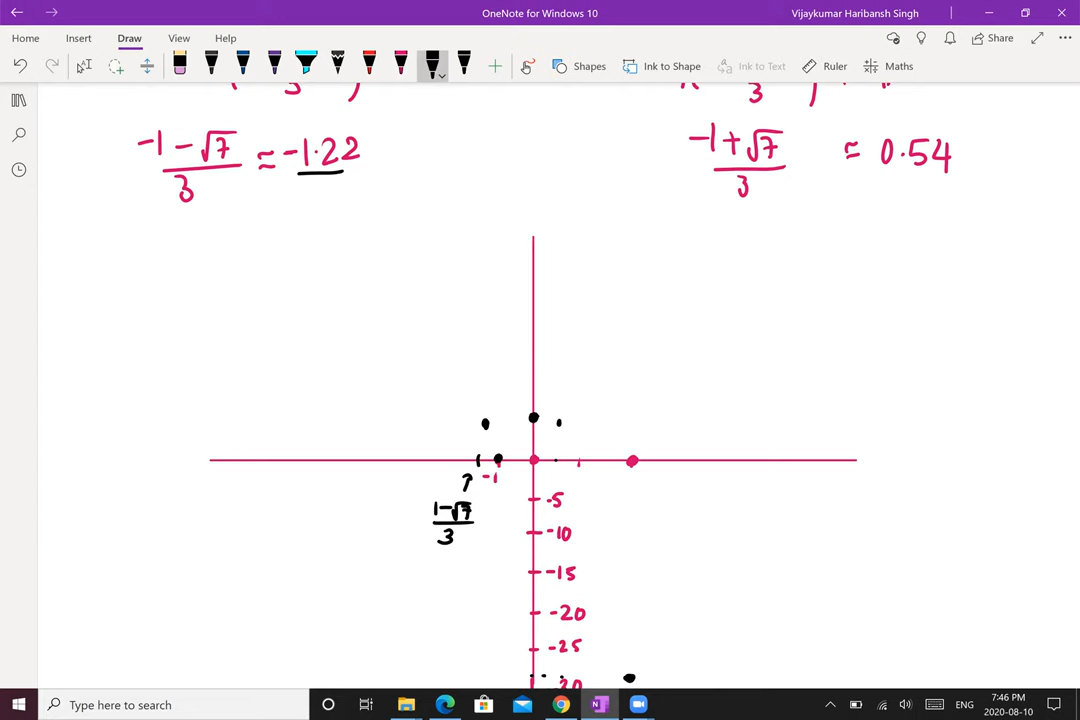 OneNote for Windows 10
Vijaykumar Haribansh Singh
Home Insert Draw View Help
Share
Shapes Ink to Shape Ink to Text Ruler Maths
3 ) 3 )
-1-√7 / 3 ≈ -1.22
-1+√7 / 3 ≈ 0.54
-1
1-√7 / 3
-5
-10
-15
-20
-25
Type here to search
ENG
7:46 PM
2020-08-10